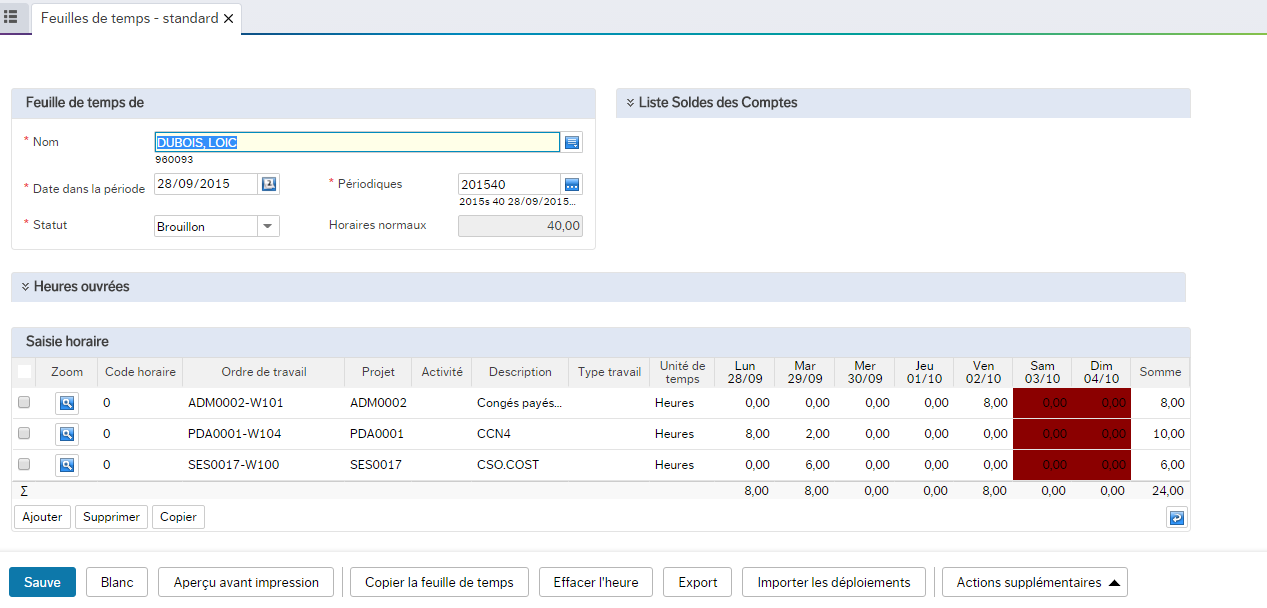 Feuilles de temps - standard
Feuille de temps de
Liste Soldes des Comptes
* Nom DUBOIS, LOIC
960093
* Date dans la période 28/09/2015 * Périodiques 201540
2015s 40 28/09/2015...
* Statut Brouillon Horaires normaux 40,00
Heures ouvrées
Saisie horaire
Zoom Code horaire Ordre de travail Projet Activité Description Type travail Unité de temps Lun 28/09 Mar 29/09 Mer 30/09 Jeu 01/10 Ven 02/10 Sam 03/10 Dim 04/10 Somme
0 ADM0002-W101 ADM0002 Congés payés... Heures 0,00 0,00 0,00 0,00 8,00 0,00 0,00 8,00
0 PDA0001-W104 PDA0001 CCN4 Heures 8,00 2,00 0,00 0,00 0,00 0,00 0,00 10,00
0 SES0017-W100 SES0017 CSO.COST Heures 0,00 6,00 0,00 0,00 0,00 0,00 0,00 6,00
Σ 8,00 8,00 0,00 0,00 8,00 0,00 0,00 24,00
Ajouter Supprimer Copier
Sauve Blanc Aperçu avant impression Copier la feuille de temps Effacer l'heure Export Importer les déploiements Actions supplémentaires